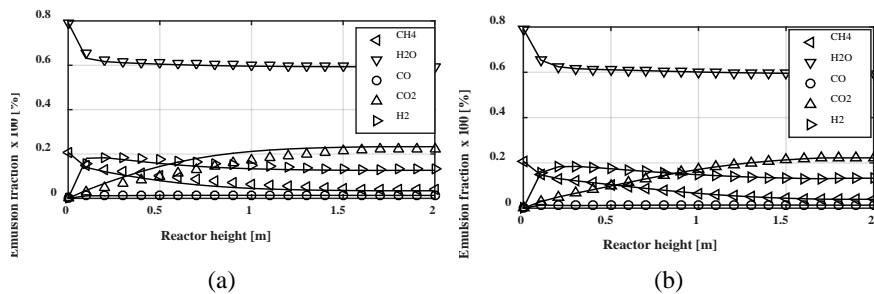 0.8
0.6
0.4
0.2
0
0 0.5 1 1.5 2
Reactor height [m]
Emulsion fraction x 100 [%]
CH4
H2O
CO
CO2
H2
(a)
0.8
0.6
0.4
0.2
0
0 0.5 1 1.5 2
Reactor height [m]
Emulsion fraction x 100 [%]
CH4
H2O
CO
CO2
H2
(b)